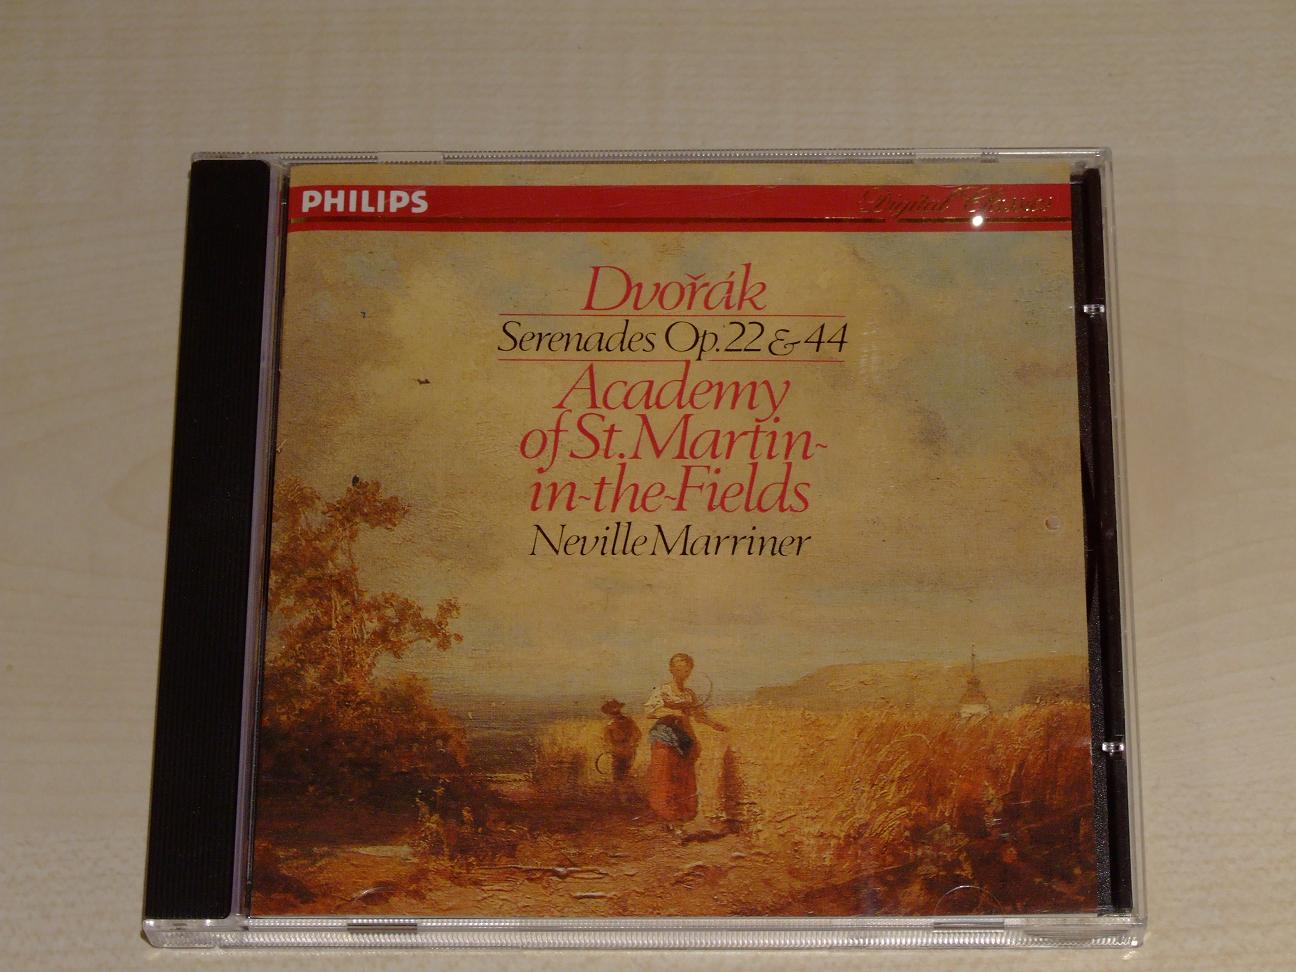 PHILIPS
Digital Classics
Dvořák
Serenades Op.22 & 44
Academy
of St. Martin~
in~the~Fields
Neville Marriner